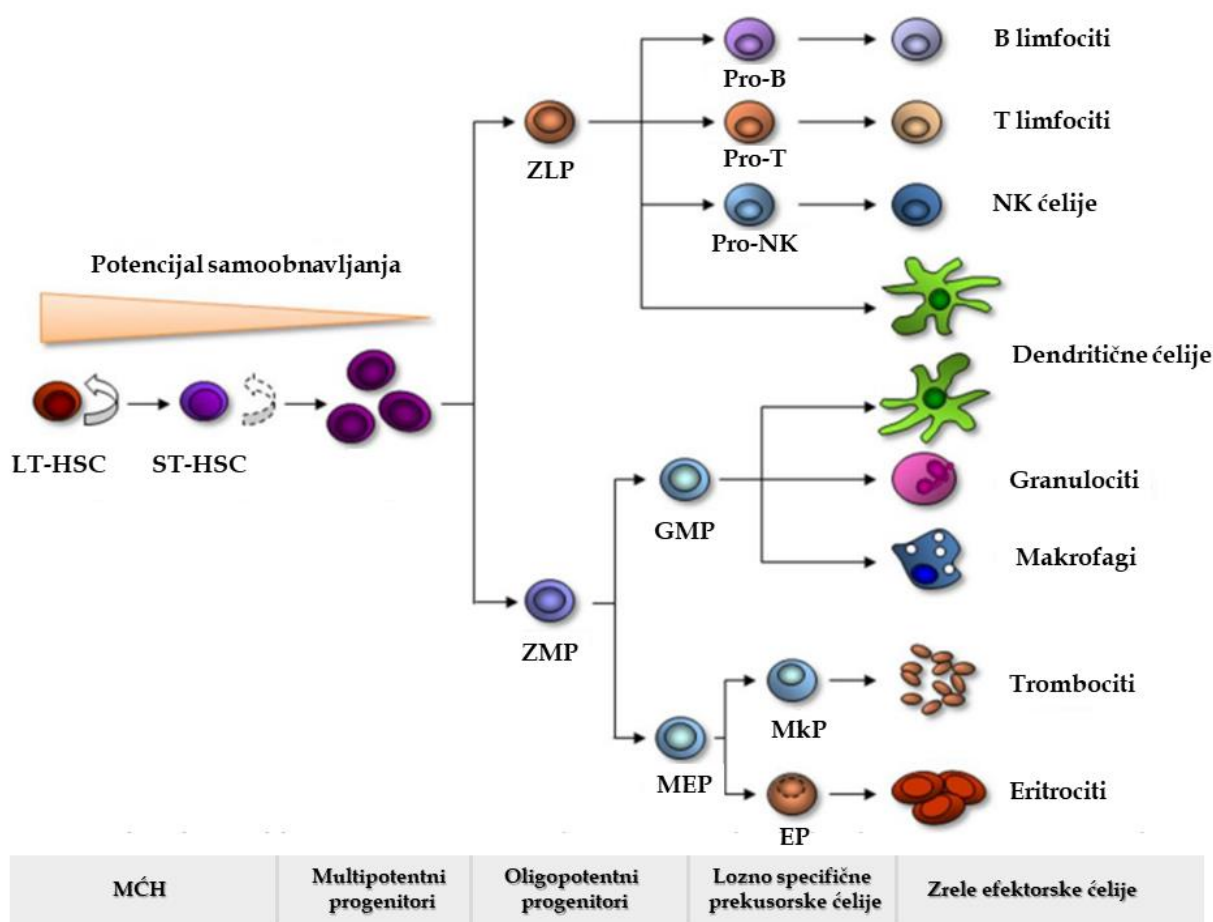 B limfociti
Pro-B
T limfociti
ZLP
Pro-T
NK ćelije
Pro-NK
Potencijal samoobnavljanja
Dendritične ćelije
LT-HSC
ST-HSC
Granulociti
GMP
Makrofagi
ZMP
Trombociti
MkP
MEP
Eritrociti
EP
MĆH
Multipotentni
progenitori
Oligopotentni
progenitori
Lozno specifične
prekusorske ćelije
Zrele efektorske ćelije